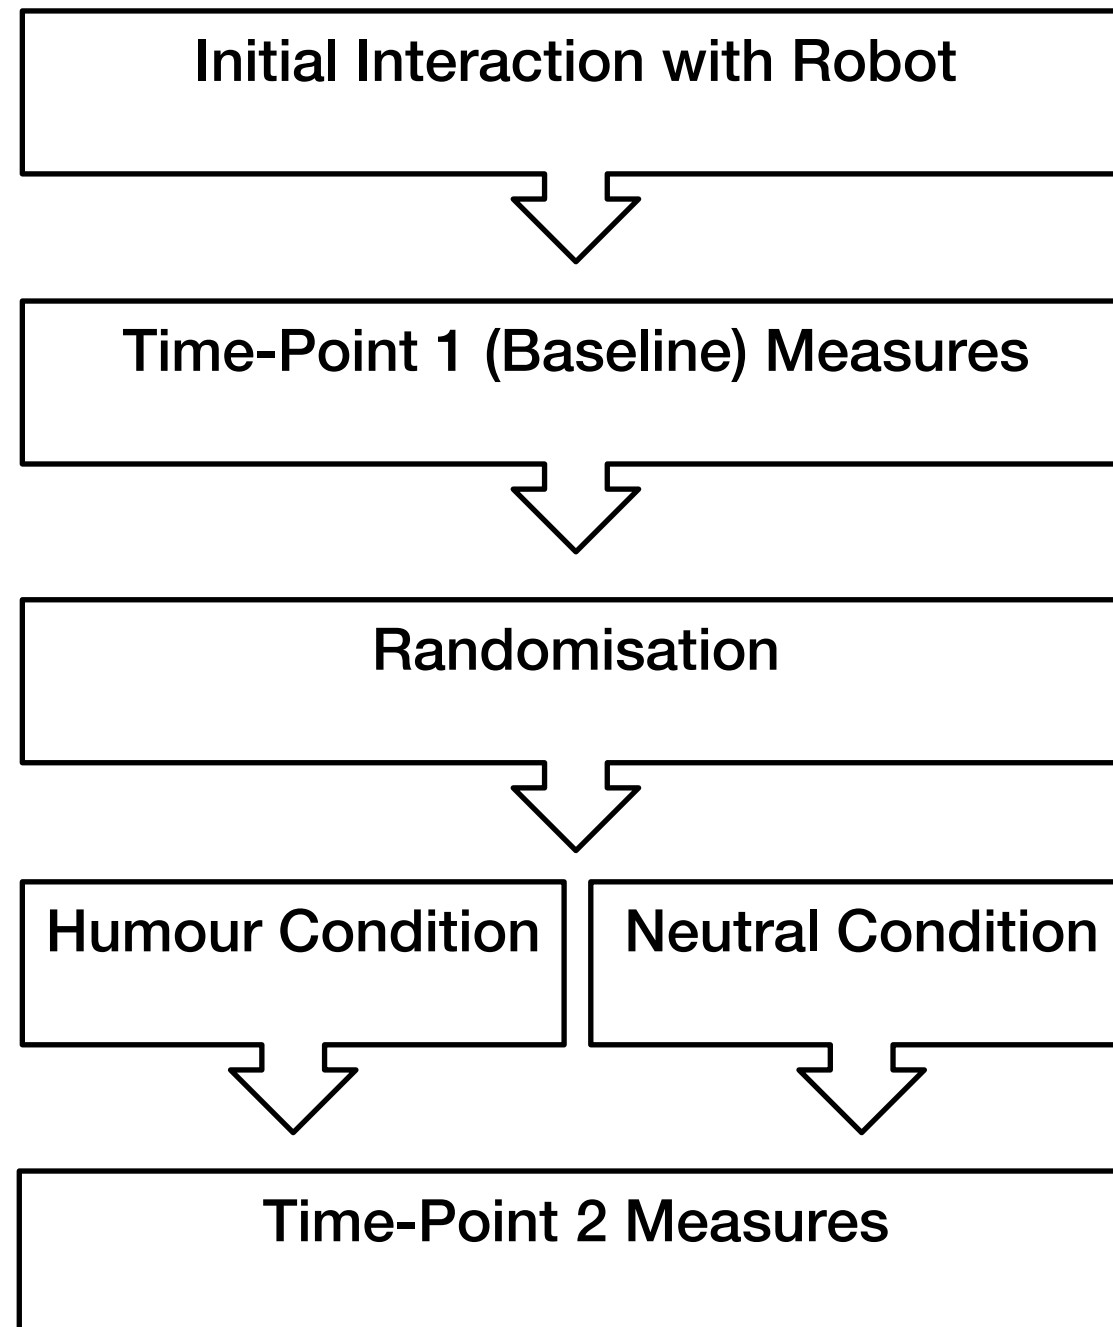 Initial Interaction with Robot
Time-Point 1 (Baseline) Measures
Randomisation
Humour Condition
Neutral Condition
Time-Point 2 Measures